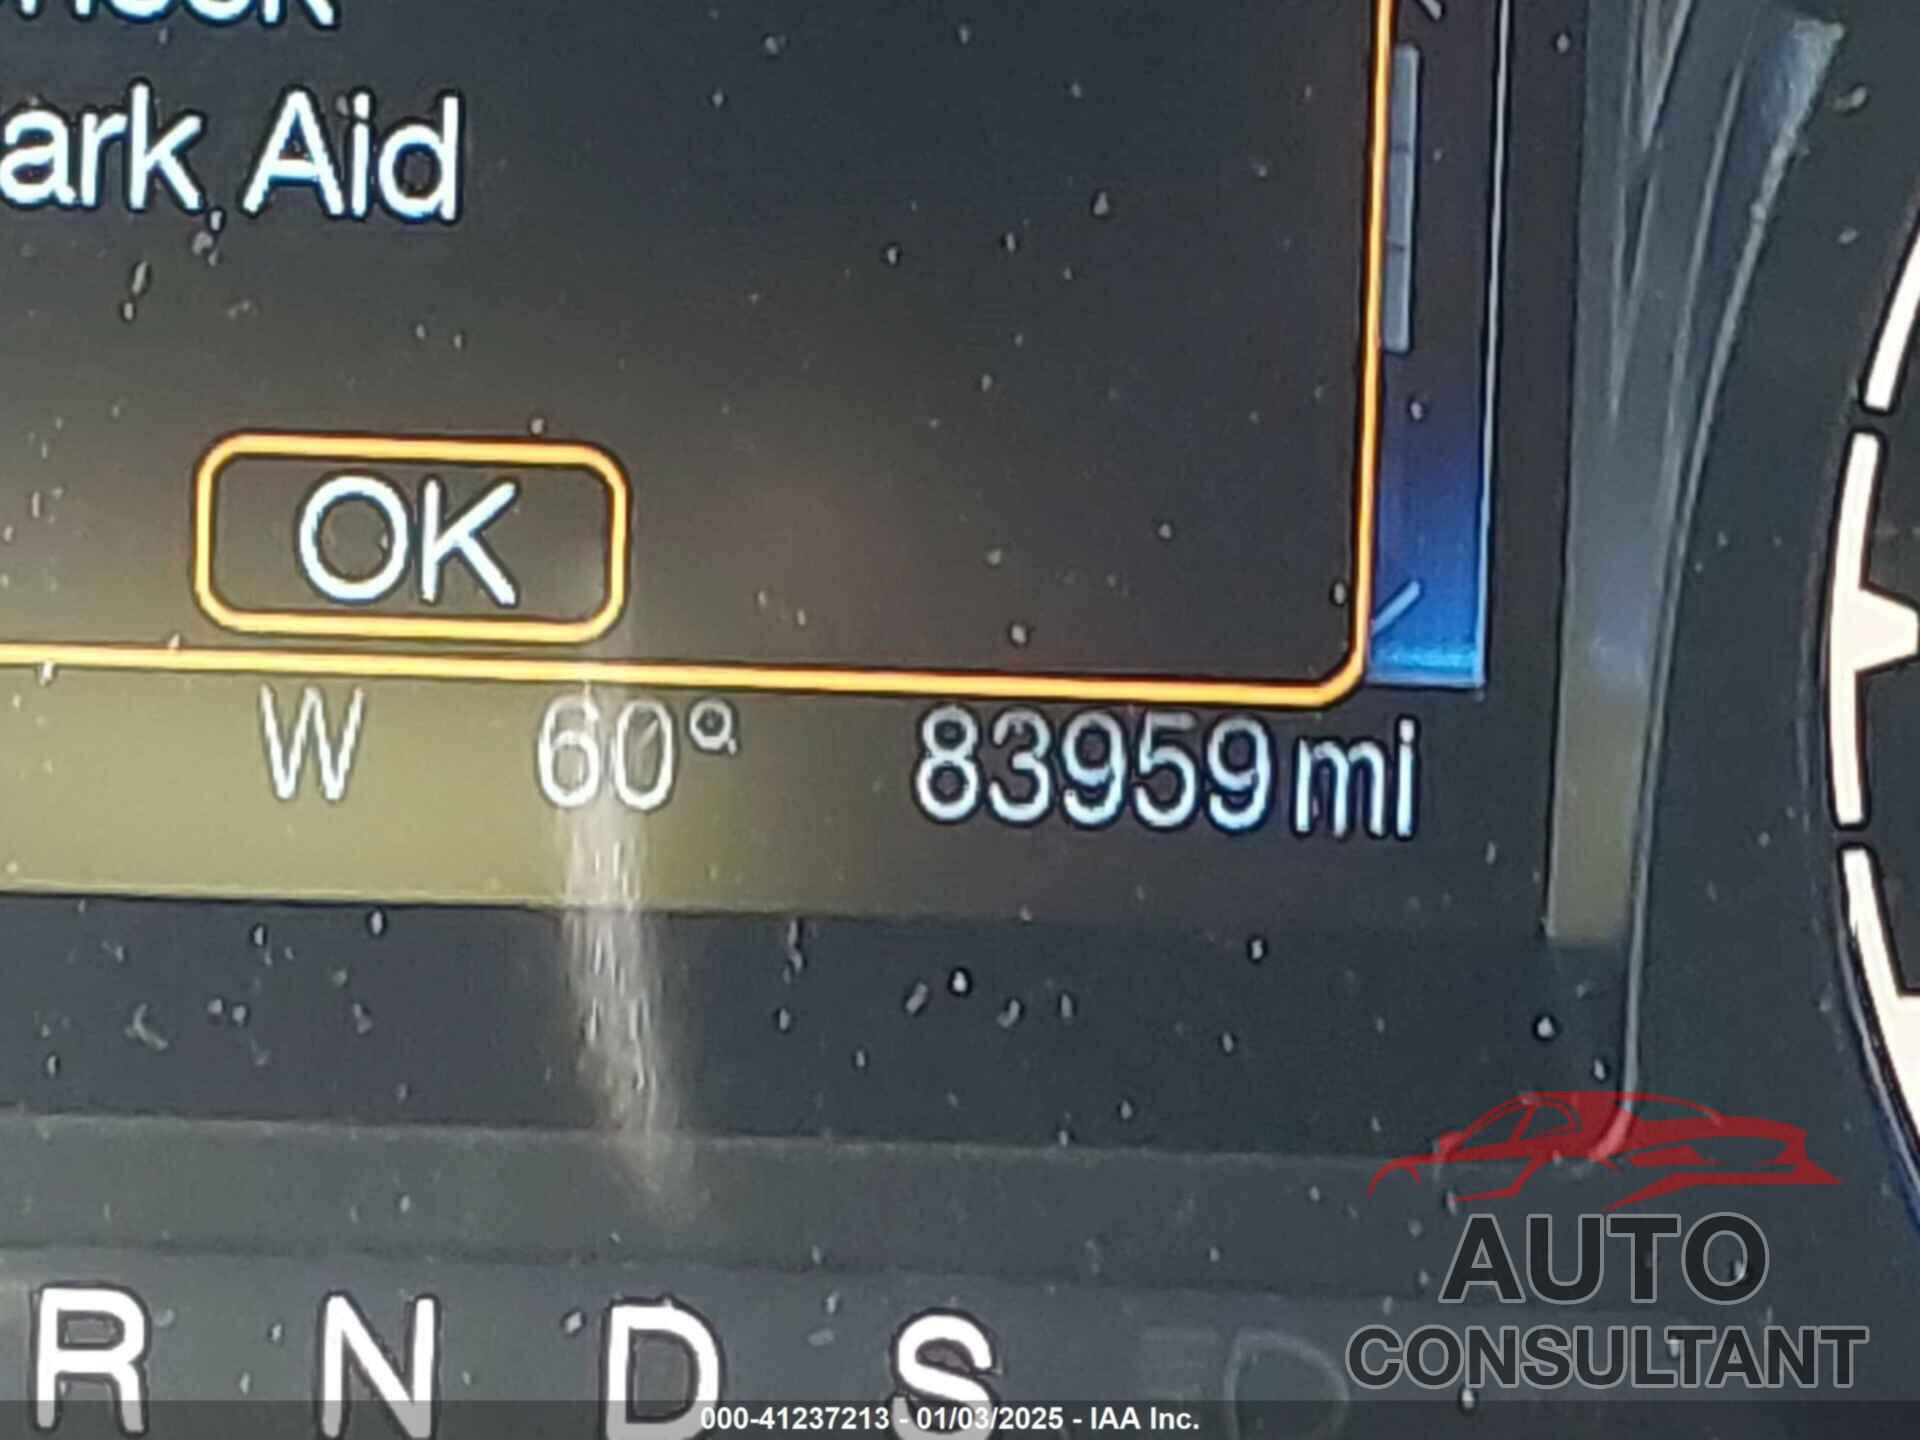 ark Aid
OK
W 60° 83959 mi
R N D S
AUTO
CONSULTANT
000-41237213 - 01/03/2025 - IAA Inc.